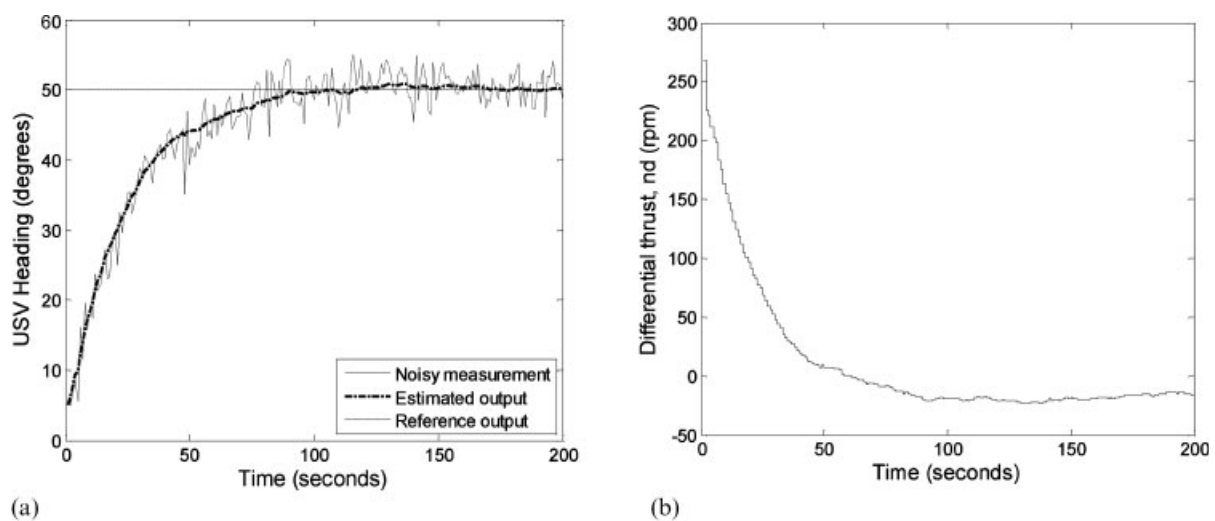 60
50
40
30
20
10
0
USV Heading (degrees)
Noisy measurement
Estimated output
Reference output
0 50 100 150 200
Time (seconds)
(a)
300
250
200
150
100
50
0
-50
Differential thrust, nd (rpm)
0 50 100 150 200
Time (seconds)
(b)